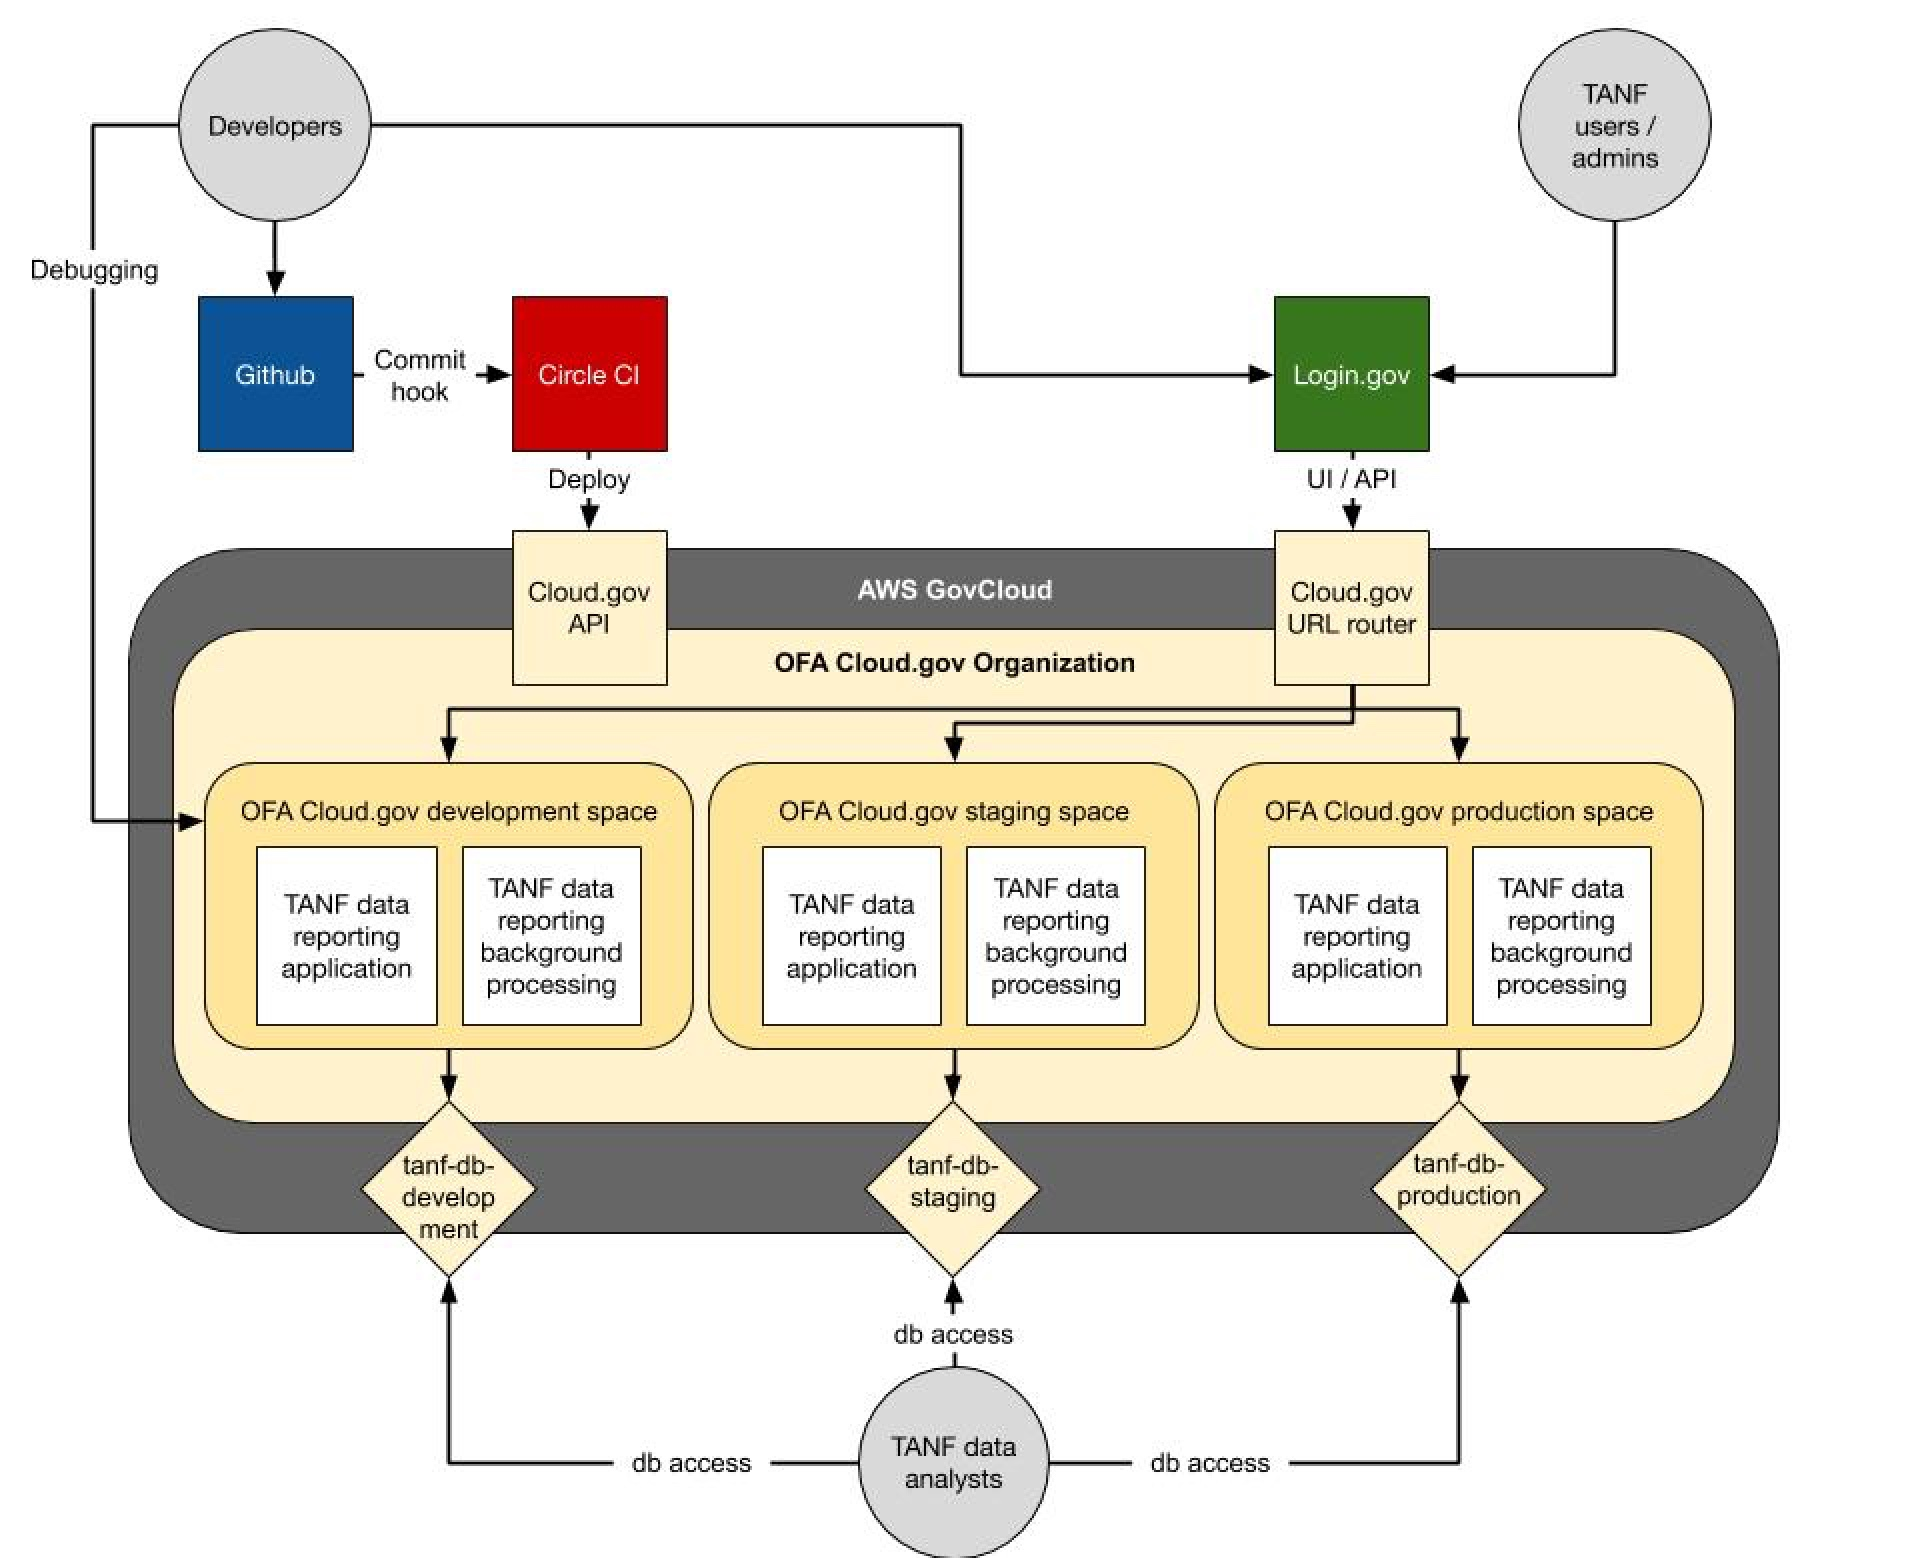 Developers
TANF
users /
admins
Debugging
Github
Commit
hook
Circle CI
Login.gov
Deploy
UI / API
Cloud.gov
API
AWS GovCloud
Cloud.gov
URL router
OFA Cloud.gov Organization
OFA Cloud.gov development space
TANF data
reporting
application
TANF data
reporting
background
processing
OFA Cloud.gov staging space
TANF data
reporting
application
TANF data
reporting
background
processing
OFA Cloud.gov production space
TANF data
reporting
application
TANF data
reporting
background
processing
tanf-db-
develop
ment
tanf-db-
staging
tanf-db-
production
db access
db access
TANF data
analysts
db access